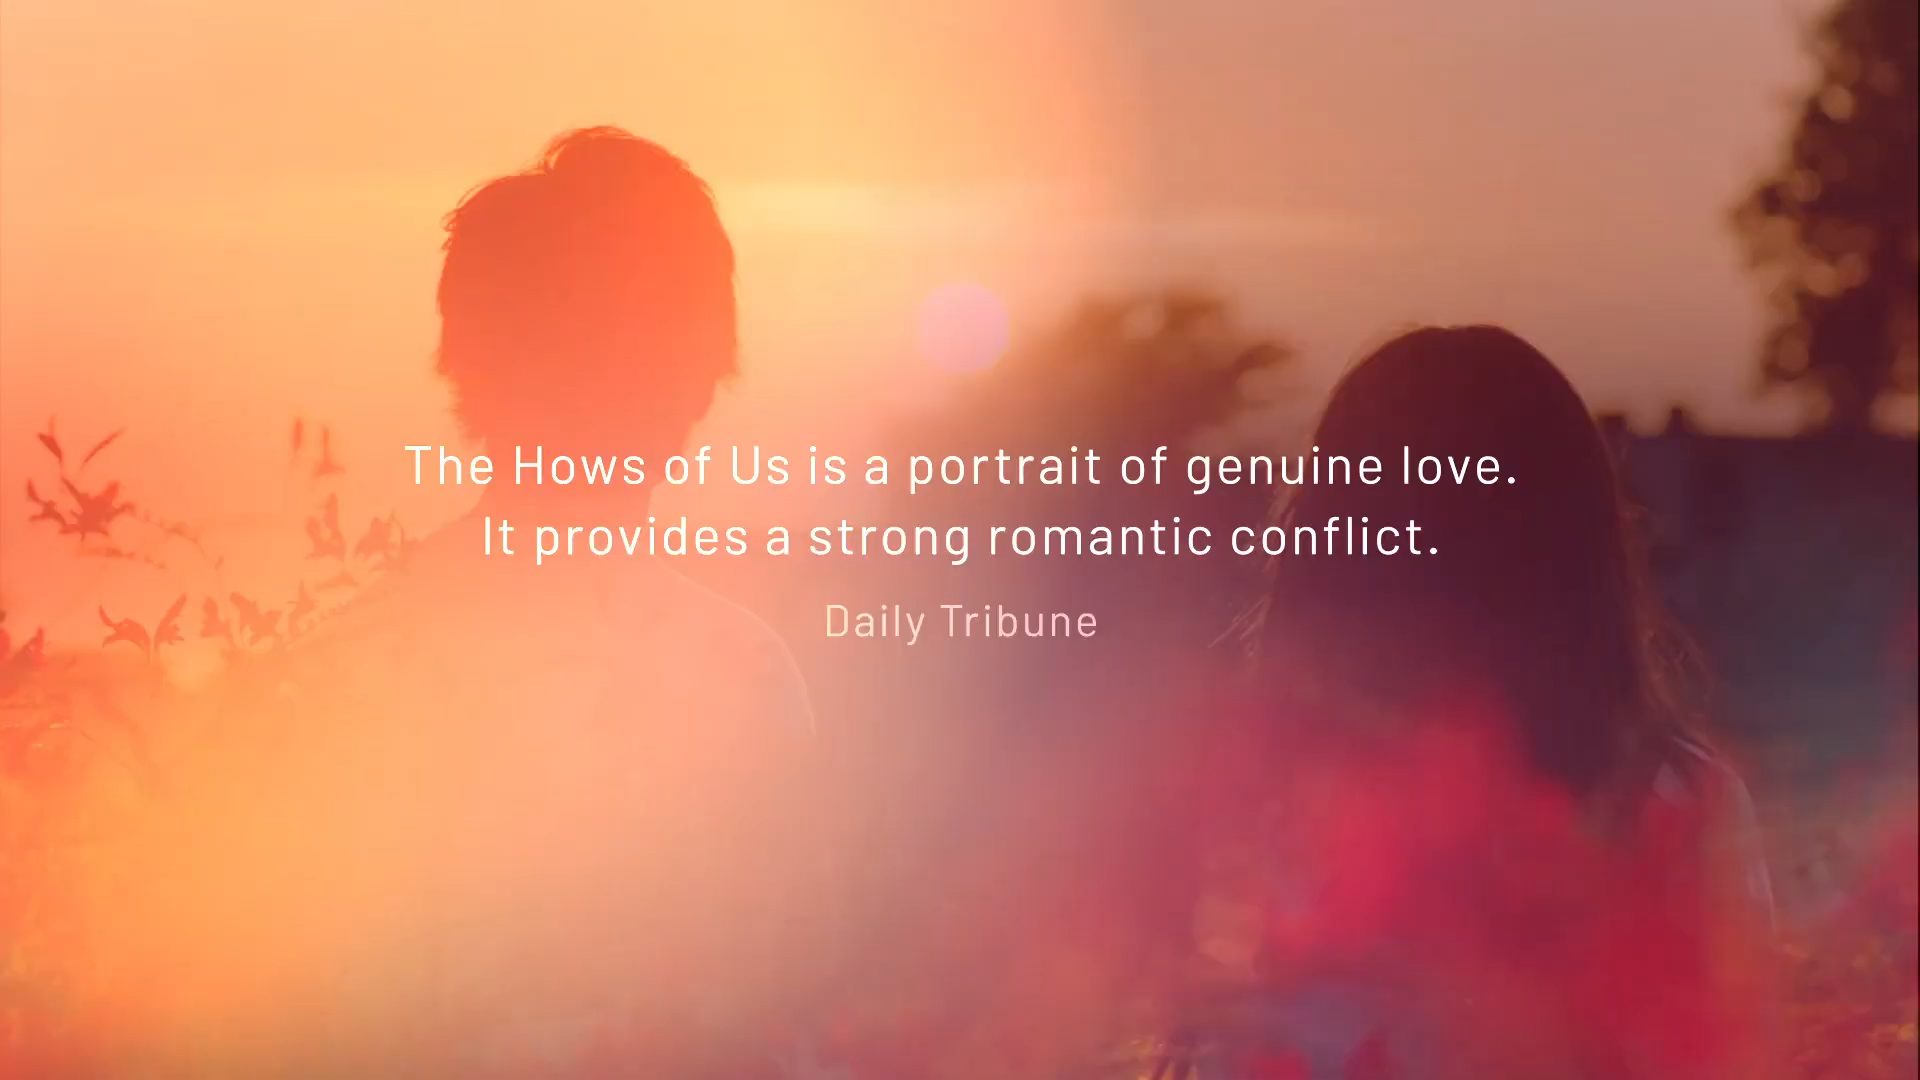 The Hows of Us is a portrait of genuine love.
It provides a strong romantic conflict.
Daily Tribune